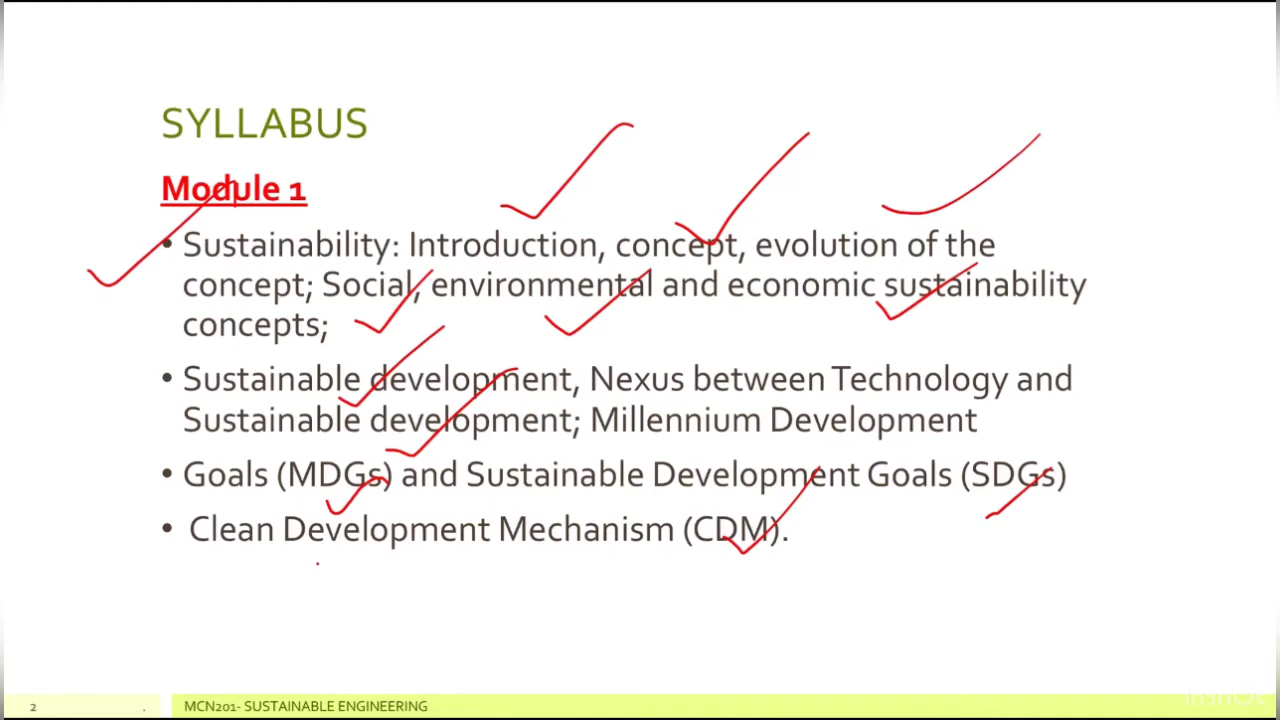 SYLLABUS
Module 1
• Sustainability: Introduction, concept, evolution of the
concept; Social, environmental and economic sustainability
concepts;
• Sustainable development, Nexus between Technology and
Sustainable development; Millennium Development
• Goals (MDGs) and Sustainable Development Goals (SDGs)
• Clean Development Mechanism (CDM).
2 . MCN201- SUSTAINABLE ENGINEERING
InShOt